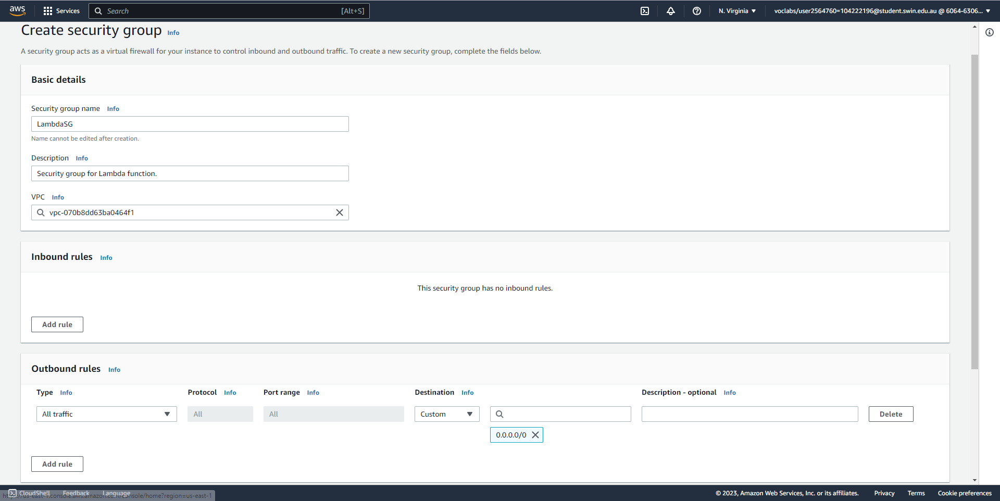 aws
Services
Search [Alt+S]
N. Virginia
voclabs/user2564760=104222196@student.swin.edu.au @ 6064-6306...
Create security group Info
A security group acts as a virtual firewall for your instance to control inbound and outbound traffic. To create a new security group, complete the fields below.
Basic details
Security group name Info
LambdaSG
Name cannot be edited after creation.
Description Info
Security group for Lambda function.
VPC Info
vpc-070b8dd63ba0464f1
Inbound rules Info
This security group has no inbound rules.
Add rule
Outbound rules Info
Type Info Protocol Info Port range Info Destination Info Description - optional Info
All traffic All All Custom Delete
0.0.0.0/0
Add rule
CloudShell Feedback Language
https://us-east-1.console.aws.amazon.com/console/home?region=us-east-1
© 2023, Amazon Web Services, Inc. or its affiliates. Privacy Terms Cookie preferences